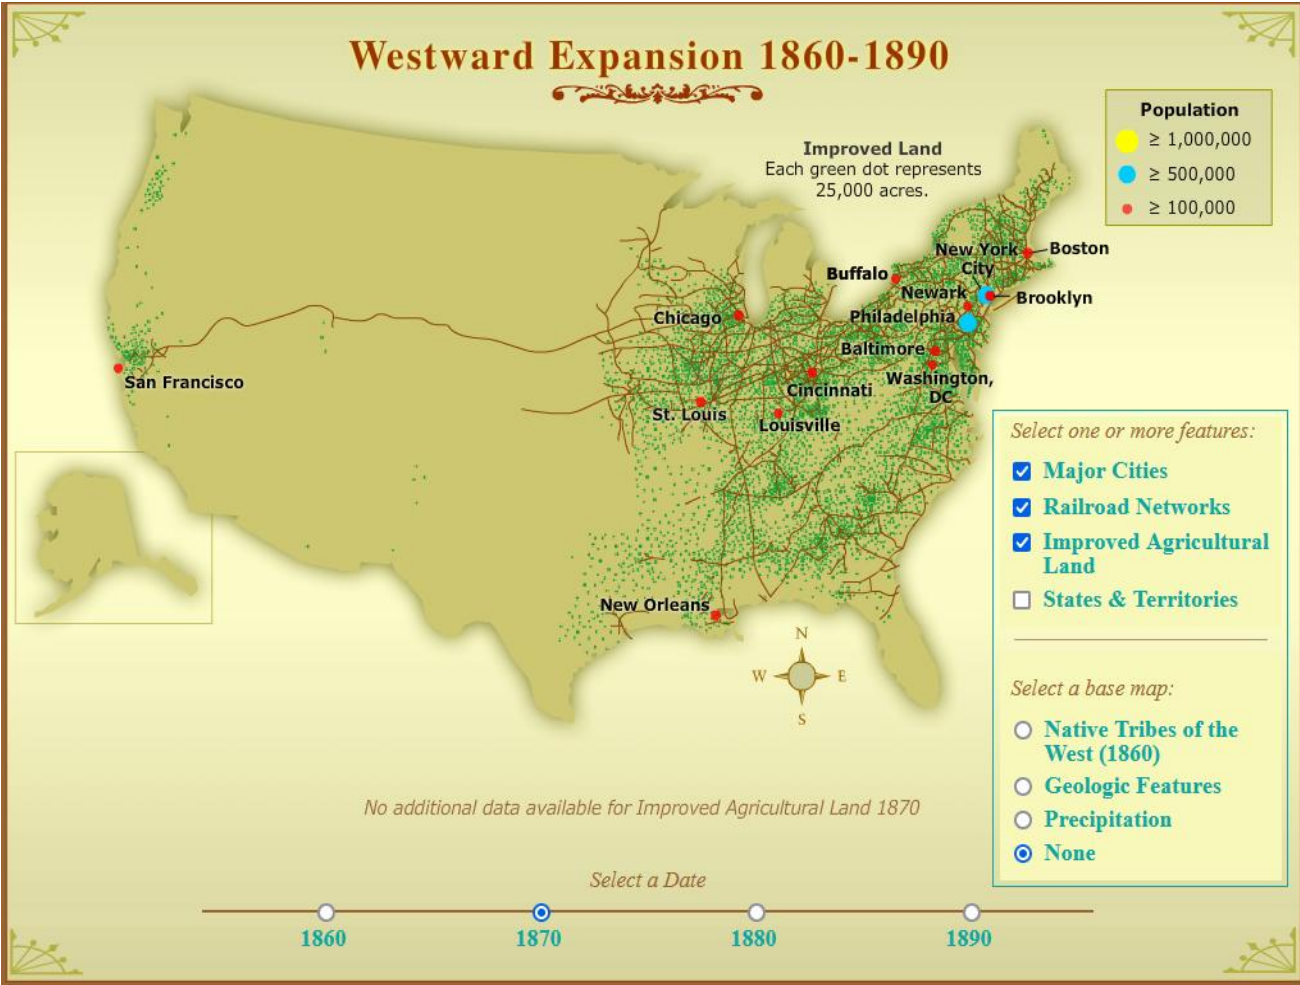 Westward Expansion 1860-1890
Population
≥ 1,000,000
≥ 500,000
≥ 100,000
Improved Land
Each green dot represents
25,000 acres.
New York
City
Boston
Buffalo
Newark
Brooklyn
Chicago
Philadelphia
Baltimore
Washington,
DC
San Francisco
Cincinnati
St. Louis
Louisville
New Orleans
N
W
E
S
Select one or more features:
Major Cities
Railroad Networks
Improved Agricultural
Land
States & Territories
Select a base map:
Native Tribes of the
West (1860)
Geologic Features
Precipitation
None
No additional data available for Improved Agricultural Land 1870
Select a Date
1860
1870
1880
1890